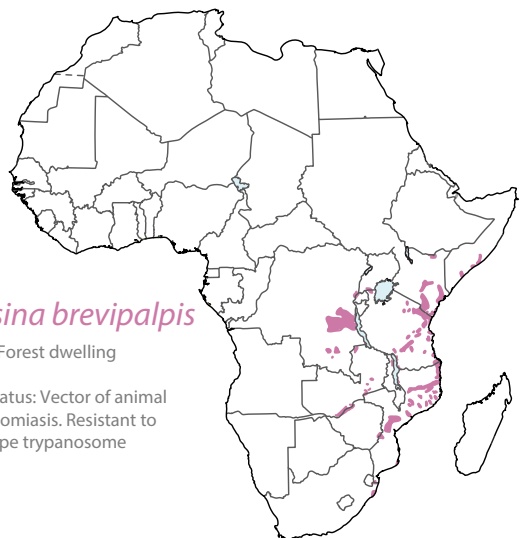 sina brevipalpis
Forest dwelling
atus: Vector of animal
omiasis. Resistant to
pe trypanosome